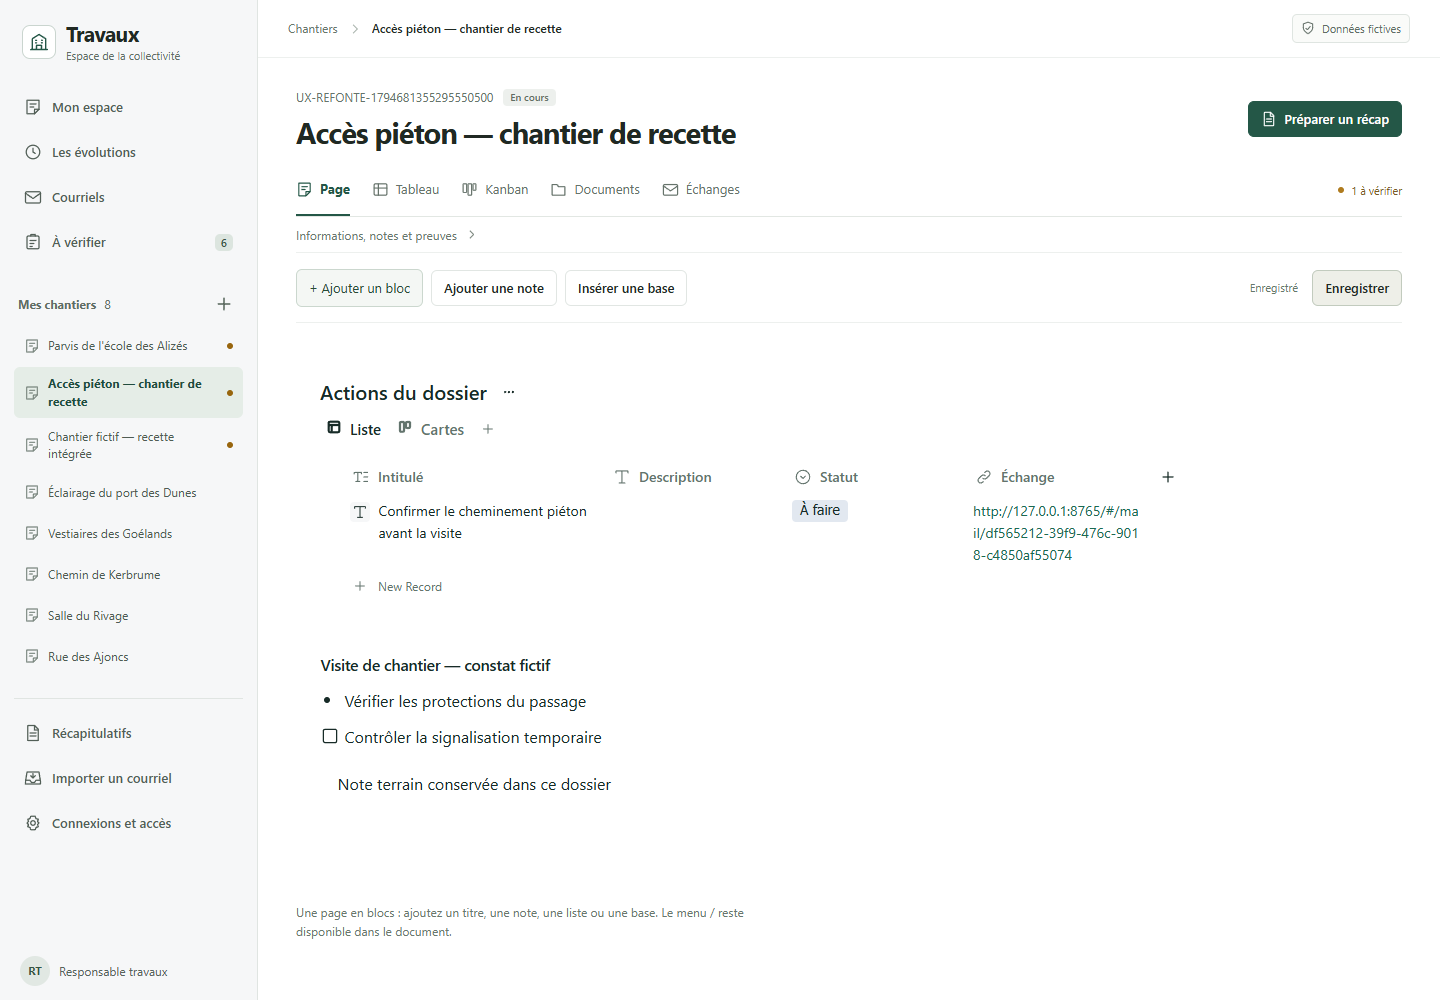 Travaux
Espace de la collectivité
Mon espace
Les évolutions
Courriels
À vérifier 6
Mes chantiers 8
Parvis de l'école des Alizés
Accès piéton — chantier de
recette
Chantier fictif — recette
intégrée
Éclairage du port des Dunes
Vestiaires des Goélands
Chemin de Kerbrume
Salle du Rivage
Rue des Ajoncs
Récapitulatifs
Importer un courriel
Connexions et accès
RT Responsable travaux
Chantiers Accès piéton — chantier de recette
Données fictives
UX-REFONTE-1794681355295550500 En cours
Accès piéton — chantier de recette
Préparer un récap
Page Tableau Kanban Documents Échanges
1 à vérifier
Informations, notes et preuves
+ Ajouter un bloc Ajouter une note Insérer une base
Enregistré Enregistrer
Actions du dossier ...
Liste Cartes +
Intitulé Description Statut Échange +
Confirmer le cheminement piéton
avant la visite
À faire
http://127.0.0.1:8765/#/ma
il/df565212-39f9-476c-901
8-c4850af55074
+ New Record
Visite de chantier — constat fictif
• Vérifier les protections du passage
Contrôler la signalisation temporaire
Note terrain conservée dans ce dossier
Une page en blocs : ajoutez un titre, une note, une liste ou une base. Le menu / reste
disponible dans le document.